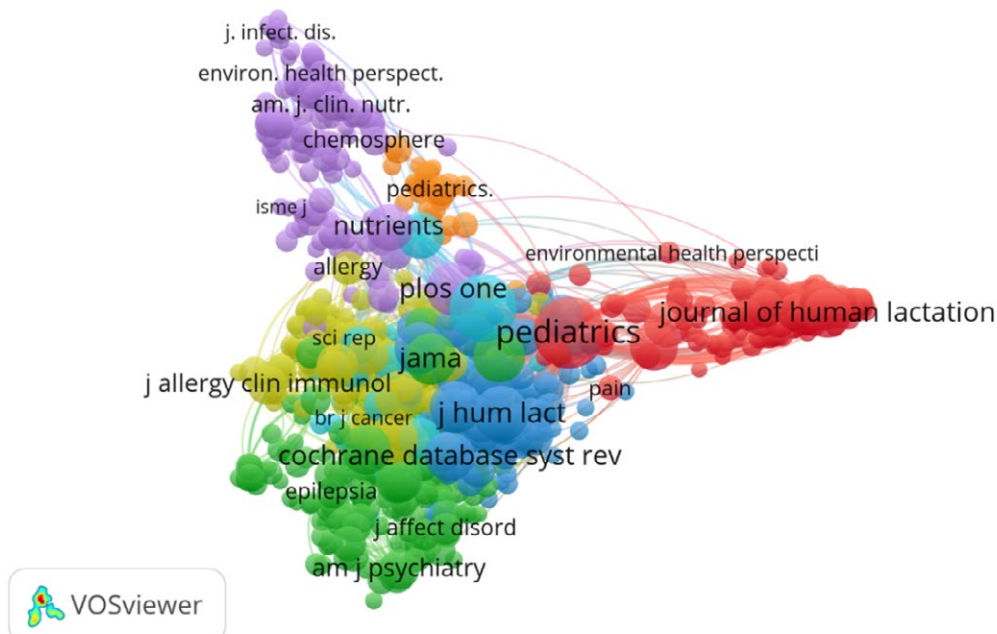 j. infect. dis.
environ. health perspect.
am. j. clin. nutr.
chemosphere
pediatrics.
isme j
nutrients
environmental health perspecti
allergy
plos one
journal of human lactation
pediatrics
sci rep
jama
j allergy clin immunol
pain
j hum lact
br j cancer
cochrane database syst rev
epilepsia
j affect disord
am j psychiatry
VOSviewer